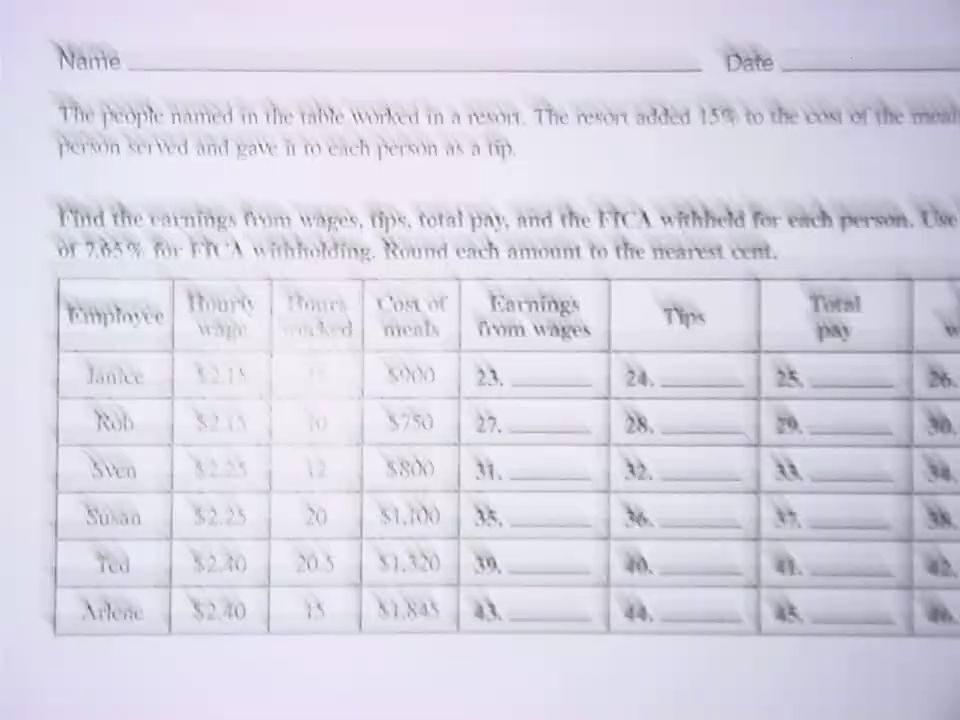 Name Date
The people named in the table worked in a resort. The resort added 15% to the cost of the
person served and gave it to each person as a tip.
Find the earnings from wages, tips, total pay, and the FICA withheld for each person. Use
of 7.65% for FICA withholding. Round each amount to the nearest cent.
Employee Hourly wage Hours worked Cost of meals Earnings from wages Tips Total pay
Janice $2.15 $900 23. 24. 25. 26.
Rob $2.15 10 $750 27. 28. 29. 30.
Sven $2.25 12 $800 31. 32. 33. 34.
Susan $2.25 20 $1,100 35. 36. 37. 38.
Ted $2.40 20.5 $1,320 39. 40. 41. 42.
Arlene $2.40 15 $1,845 43. 44. 45. 46.